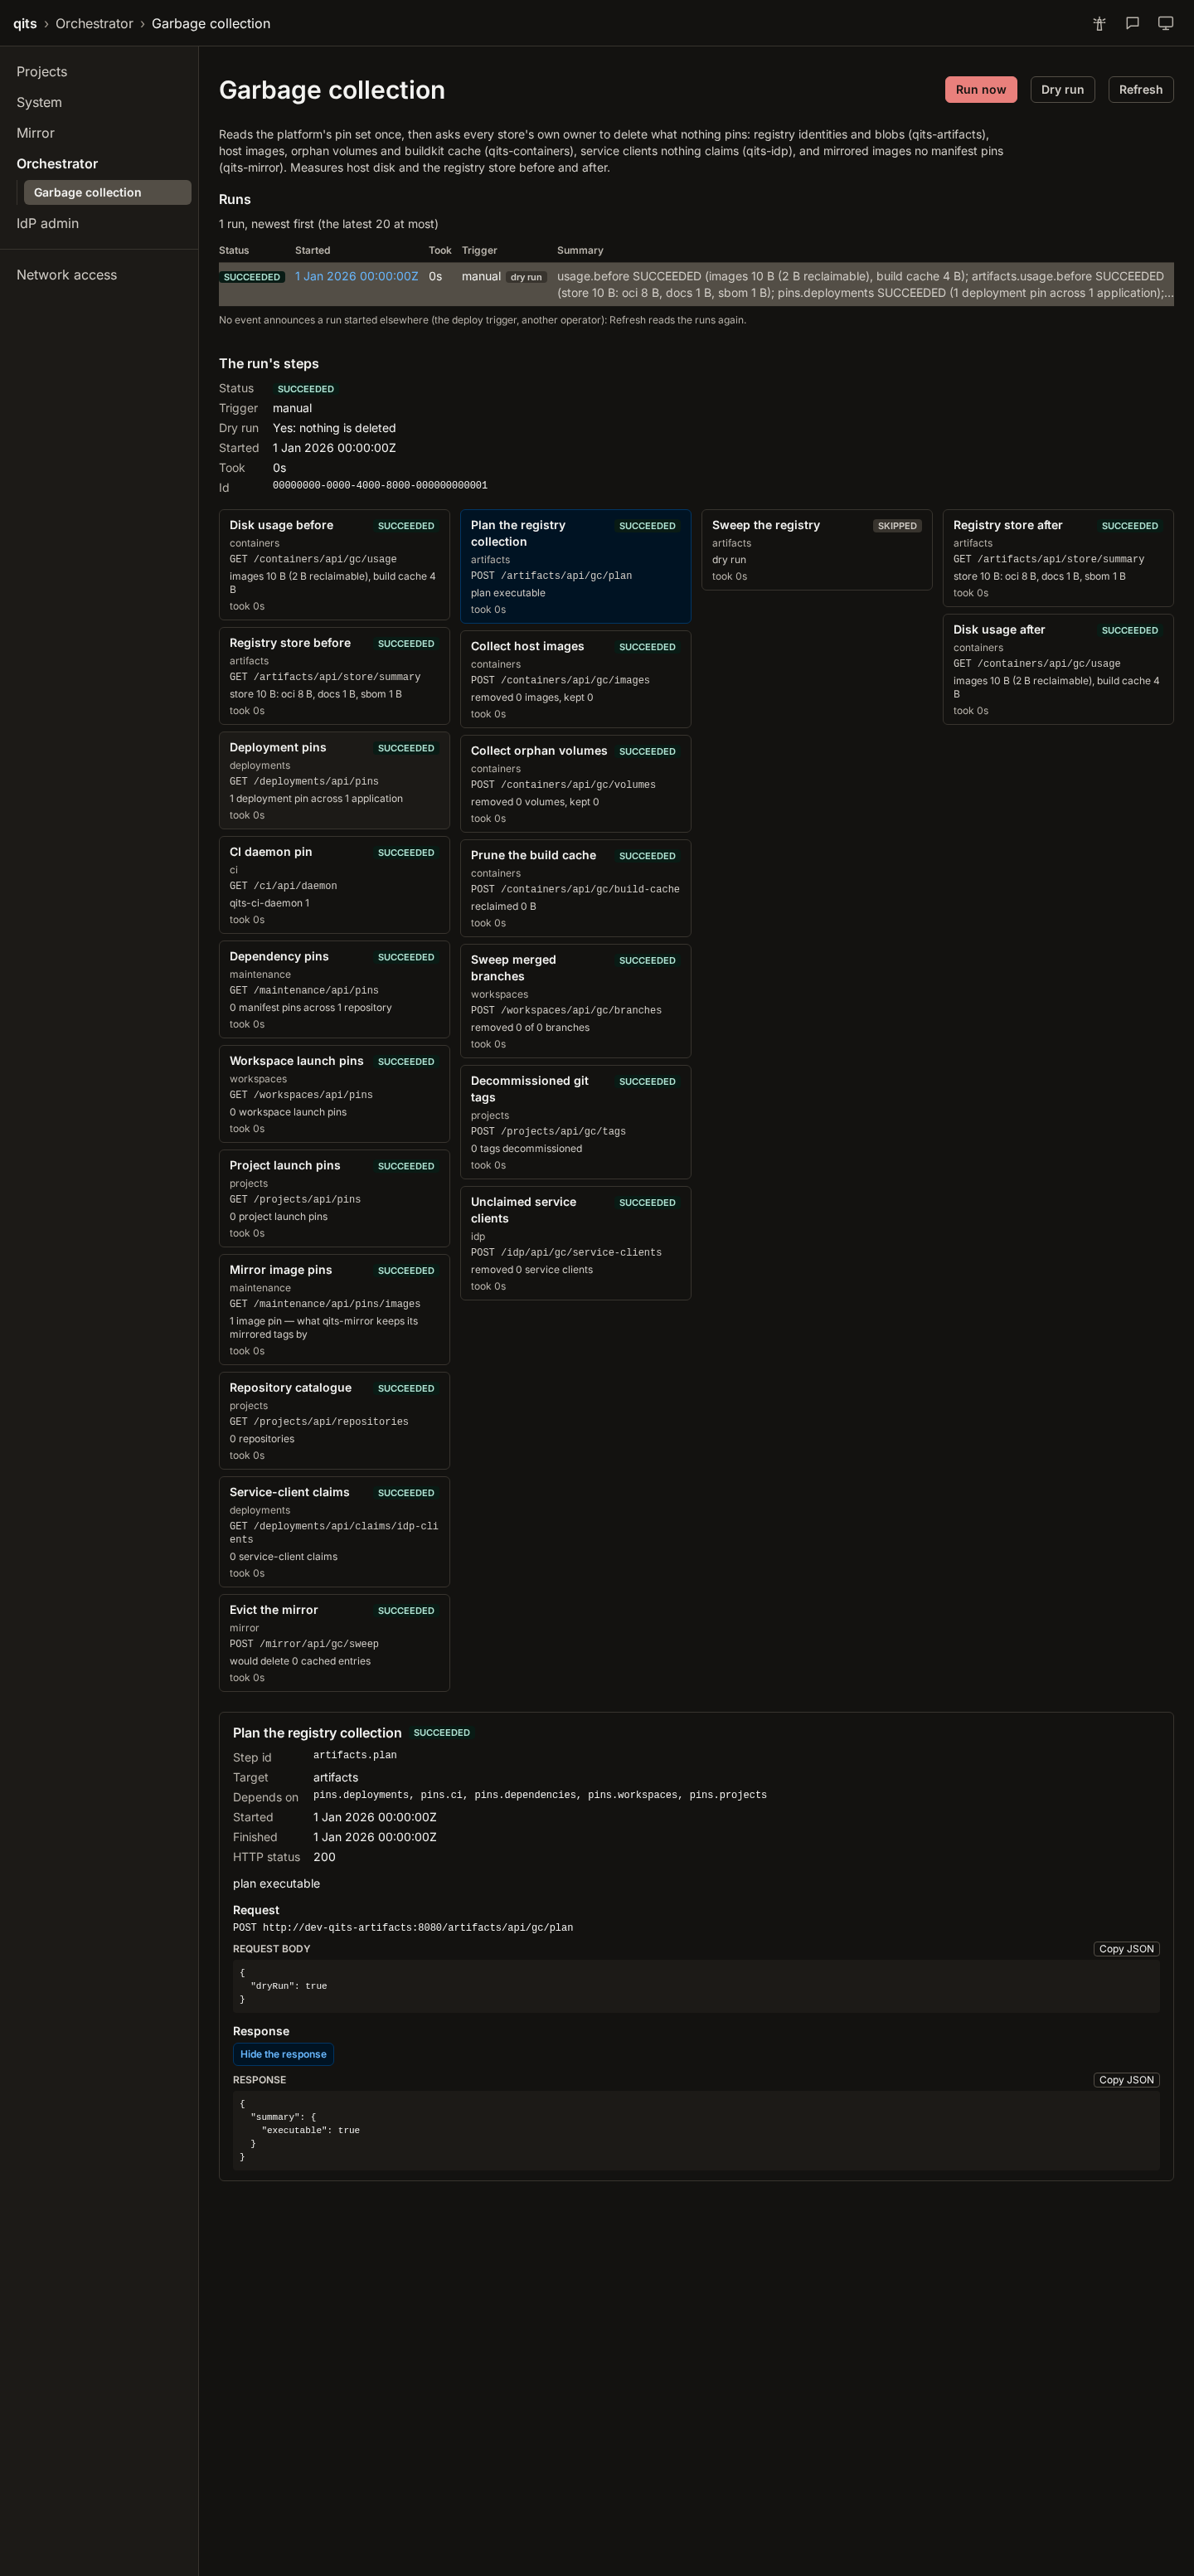 qits › Orchestrator › Garbage collection
Projects
System
Mirror
Orchestrator
Garbage collection
IdP admin
Network access
Garbage collection
Run now
Dry run
Refresh
Reads the platform's pin set once, then asks every store's own owner to delete what nothing pins: registry identities and blobs (qits-artifacts),
host images, orphan volumes and buildkit cache (qits-containers), service clients nothing claims (qits-idp), and mirrored images no manifest pins
(qits-mirror). Measures host disk and the registry store before and after.
Runs
1 run, newest first (the latest 20 at most)
Status Started Took Trigger Summary
SUCCEEDED 1 Jan 2026 00:00:00Z 0s manual dry run usage.before SUCCEEDED (images 10 B (2 B reclaimable), build cache 4 B); artifacts.usage.before SUCCEEDED
(store 10 B: oci 8 B, docs 1 B, sbom 1 B); pins.deployments SUCCEEDED (1 deployment pin across 1 application);...
No event announces a run started elsewhere (the deploy trigger, another operator): Refresh reads the runs again.
The run's steps
Status SUCCEEDED
Trigger manual
Dry run Yes: nothing is deleted
Started 1 Jan 2026 00:00:00Z
Took 0s
Id 00000000-0000-4000-8000-000000000001
Disk usage before SUCCEEDED
containers
GET /containers/api/gc/usage
images 10 B (2 B reclaimable), build cache 4
B
took 0s
Registry store before SUCCEEDED
artifacts
GET /artifacts/api/store/summary
store 10 B: oci 8 B, docs 1 B, sbom 1 B
took 0s
Deployment pins SUCCEEDED
deployments
GET /deployments/api/pins
1 deployment pin across 1 application
took 0s
CI daemon pin SUCCEEDED
ci
GET /ci/api/daemon
qits-ci-daemon 1
took 0s
Dependency pins SUCCEEDED
maintenance
GET /maintenance/api/pins
0 manifest pins across 1 repository
took 0s
Workspace launch pins SUCCEEDED
workspaces
GET /workspaces/api/pins
0 workspace launch pins
took 0s
Project launch pins SUCCEEDED
projects
GET /projects/api/pins
0 project launch pins
took 0s
Mirror image pins SUCCEEDED
maintenance
GET /maintenance/api/pins/images
1 image pin — what qits-mirror keeps its
mirrored tags by
took 0s
Repository catalogue SUCCEEDED
projects
GET /projects/api/repositories
0 repositories
took 0s
Service-client claims SUCCEEDED
deployments
GET /deployments/api/claims/idp-cli
ents
0 service-client claims
took 0s
Evict the mirror SUCCEEDED
mirror
POST /mirror/api/gc/sweep
would delete 0 cached entries
took 0s
Plan the registry SUCCEEDED
collection
artifacts
POST /artifacts/api/gc/plan
plan executable
took 0s
Collect host images SUCCEEDED
containers
POST /containers/api/gc/images
removed 0 images, kept 0
took 0s
Collect orphan volumes SUCCEEDED
containers
POST /containers/api/gc/volumes
removed 0 volumes, kept 0
took 0s
Prune the build cache SUCCEEDED
containers
POST /containers/api/gc/build-cache
reclaimed 0 B
took 0s
Sweep merged SUCCEEDED
branches
workspaces
POST /workspaces/api/gc/branches
removed 0 of 0 branches
took 0s
Decommissioned git SUCCEEDED
tags
projects
POST /projects/api/gc/tags
0 tags decommissioned
took 0s
Unclaimed service SUCCEEDED
clients
idp
POST /idp/api/gc/service-clients
removed 0 service clients
took 0s
Sweep the registry SKIPPED
artifacts
dry run
took 0s
Registry store after SUCCEEDED
artifacts
GET /artifacts/api/store/summary
store 10 B: oci 8 B, docs 1 B, sbom 1 B
took 0s
Disk usage after SUCCEEDED
containers
GET /containers/api/gc/usage
images 10 B (2 B reclaimable), build cache 4
B
took 0s
Plan the registry collection SUCCEEDED
Step id artifacts.plan
Target artifacts
Depends on pins.deployments, pins.ci, pins.dependencies, pins.workspaces, pins.projects
Started 1 Jan 2026 00:00:00Z
Finished 1 Jan 2026 00:00:00Z
HTTP status 200
plan executable
Request
POST http://dev-qits-artifacts:8080/artifacts/api/gc/plan
REQUEST BODY Copy JSON
{
"dryRun": true
}
Response
Hide the response
RESPONSE Copy JSON
{
"summary": {
"executable": true
}
}